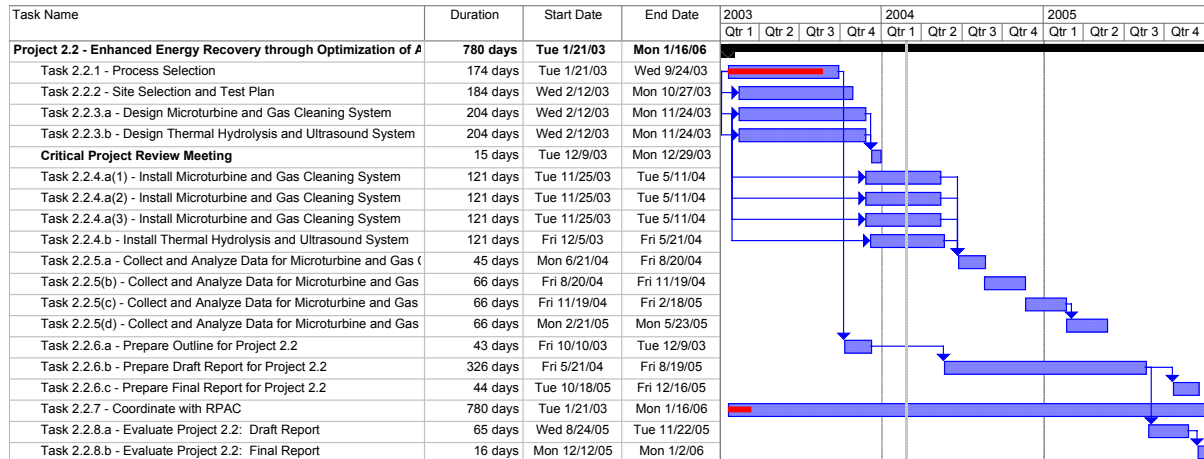 Task Name Duration Start Date End Date 2003 2004 2005
Qtr 1 Qtr 2 Qtr 3 Qtr 4 Qtr 1 Qtr 2 Qtr 3 Qtr 4 Qtr 1 Qtr 2 Qtr 3 Qtr 4
Project 2.2 - Enhanced Energy Recovery through Optimization of A 780 days Tue 1/21/03 Mon 1/16/06
Task 2.2.1 - Process Selection 174 days Tue 1/21/03 Wed 9/24/03
Task 2.2.2 - Site Selection and Test Plan 184 days Wed 2/12/03 Mon 10/27/03
Task 2.2.3.a - Design Microturbine and Gas Cleaning System 204 days Wed 2/12/03 Mon 11/24/03
Task 2.2.3.b - Design Thermal Hydrolysis and Ultrasound System 204 days Wed 2/12/03 Mon 11/24/03
Critical Project Review Meeting 15 days Tue 12/9/03 Mon 12/29/03
Task 2.2.4.a(1) - Install Microturbine and Gas Cleaning System 121 days Tue 11/25/03 Tue 5/11/04
Task 2.2.4.a(2) - Install Microturbine and Gas Cleaning System 121 days Tue 11/25/03 Tue 5/11/04
Task 2.2.4.a(3) - Install Microturbine and Gas Cleaning System 121 days Tue 11/25/03 Tue 5/11/04
Task 2.2.4.b - Install Thermal Hydrolysis and Ultrasound System 121 days Fri 12/5/03 Fri 5/21/04
Task 2.2.5.a - Collect and Analyze Data for Microturbine and Gas 45 days Mon 6/21/04 Fri 8/20/04
Task 2.2.5(b) - Collect and Analyze Data for Microturbine and Gas 66 days Fri 8/20/04 Fri 11/19/04
Task 2.2.5(c) - Collect and Analyze Data for Microturbine and Gas 66 days Fri 11/19/04 Fri 2/18/05
Task 2.2.5(d) - Collect and Analyze Data for Microturbine and Gas 66 days Mon 2/21/05 Mon 5/23/05
Task 2.2.6.a - Prepare Outline for Project 2.2 43 days Fri 10/10/03 Tue 12/9/03
Task 2.2.6.b - Prepare Draft Report for Project 2.2 326 days Fri 5/21/04 Fri 8/19/05
Task 2.2.6.c - Prepare Final Report for Project 2.2 44 days Tue 10/18/05 Fri 12/16/05
Task 2.2.7 - Coordinate with RPAC 780 days Tue 1/21/03 Mon 1/16/06
Task 2.2.8.a - Evaluate Project 2.2: Draft Report 65 days Wed 8/24/05 Tue 11/22/05
Task 2.2.8.b - Evaluate Project 2.2: Final Report 16 days Mon 12/12/05 Mon 1/2/06